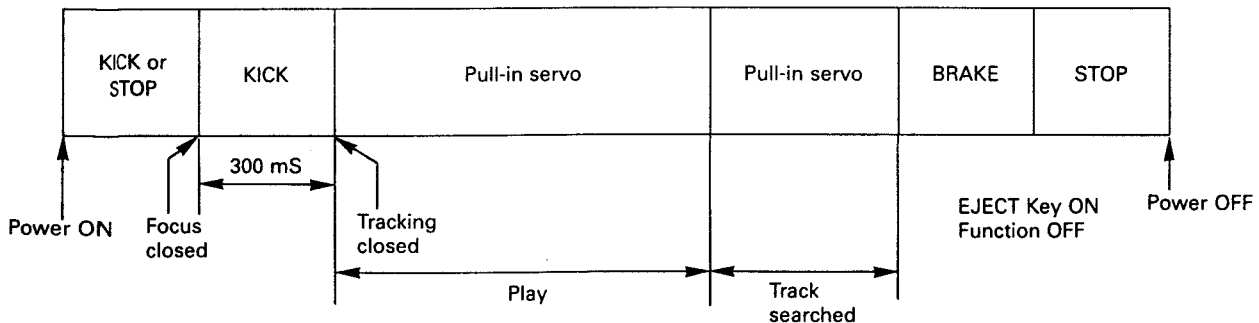 KICK or
STOP
KICK
Pull-in servo
Pull-in servo
BRAKE
STOP
300 mS
Power ON
Focus
closed
Tracking
closed
EJECT Key ON
Function OFF
Power OFF
Play
Track
searched